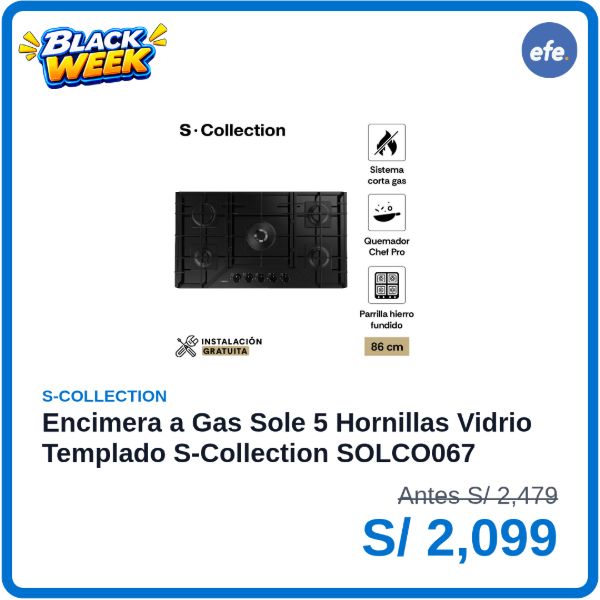 BLACK
WEEK
efe.
S·Collection
Sistema
corta gas
Quemador
Chef Pro
Parrilla hierro
fundido
86 cm
INSTALACIÓN
GRATUITA
S-COLLECTION
Encimera a Gas Sole 5 Hornillas Vidrio
Templado S-Collection SOLCO067
Antes S/ 2,479
S/ 2,099